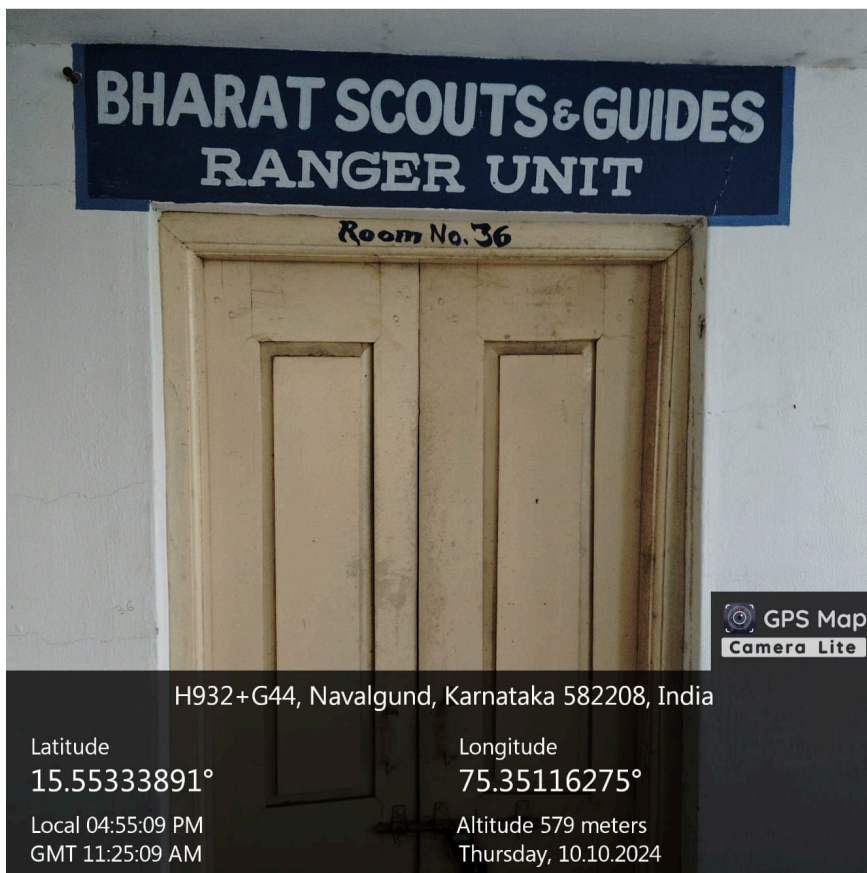 BHARAT SCOUTS & GUIDES
RANGER UNIT
Room No. 36
36
GPS Map
Camera Lite
H932+G44, Navalgund, Karnataka 582208, India
Latitude
15.55333891°
Longitude
75.35116275°
Local 04:55:09 PM
GMT 11:25:09 AM
Altitude 579 meters
Thursday, 10.10.2024